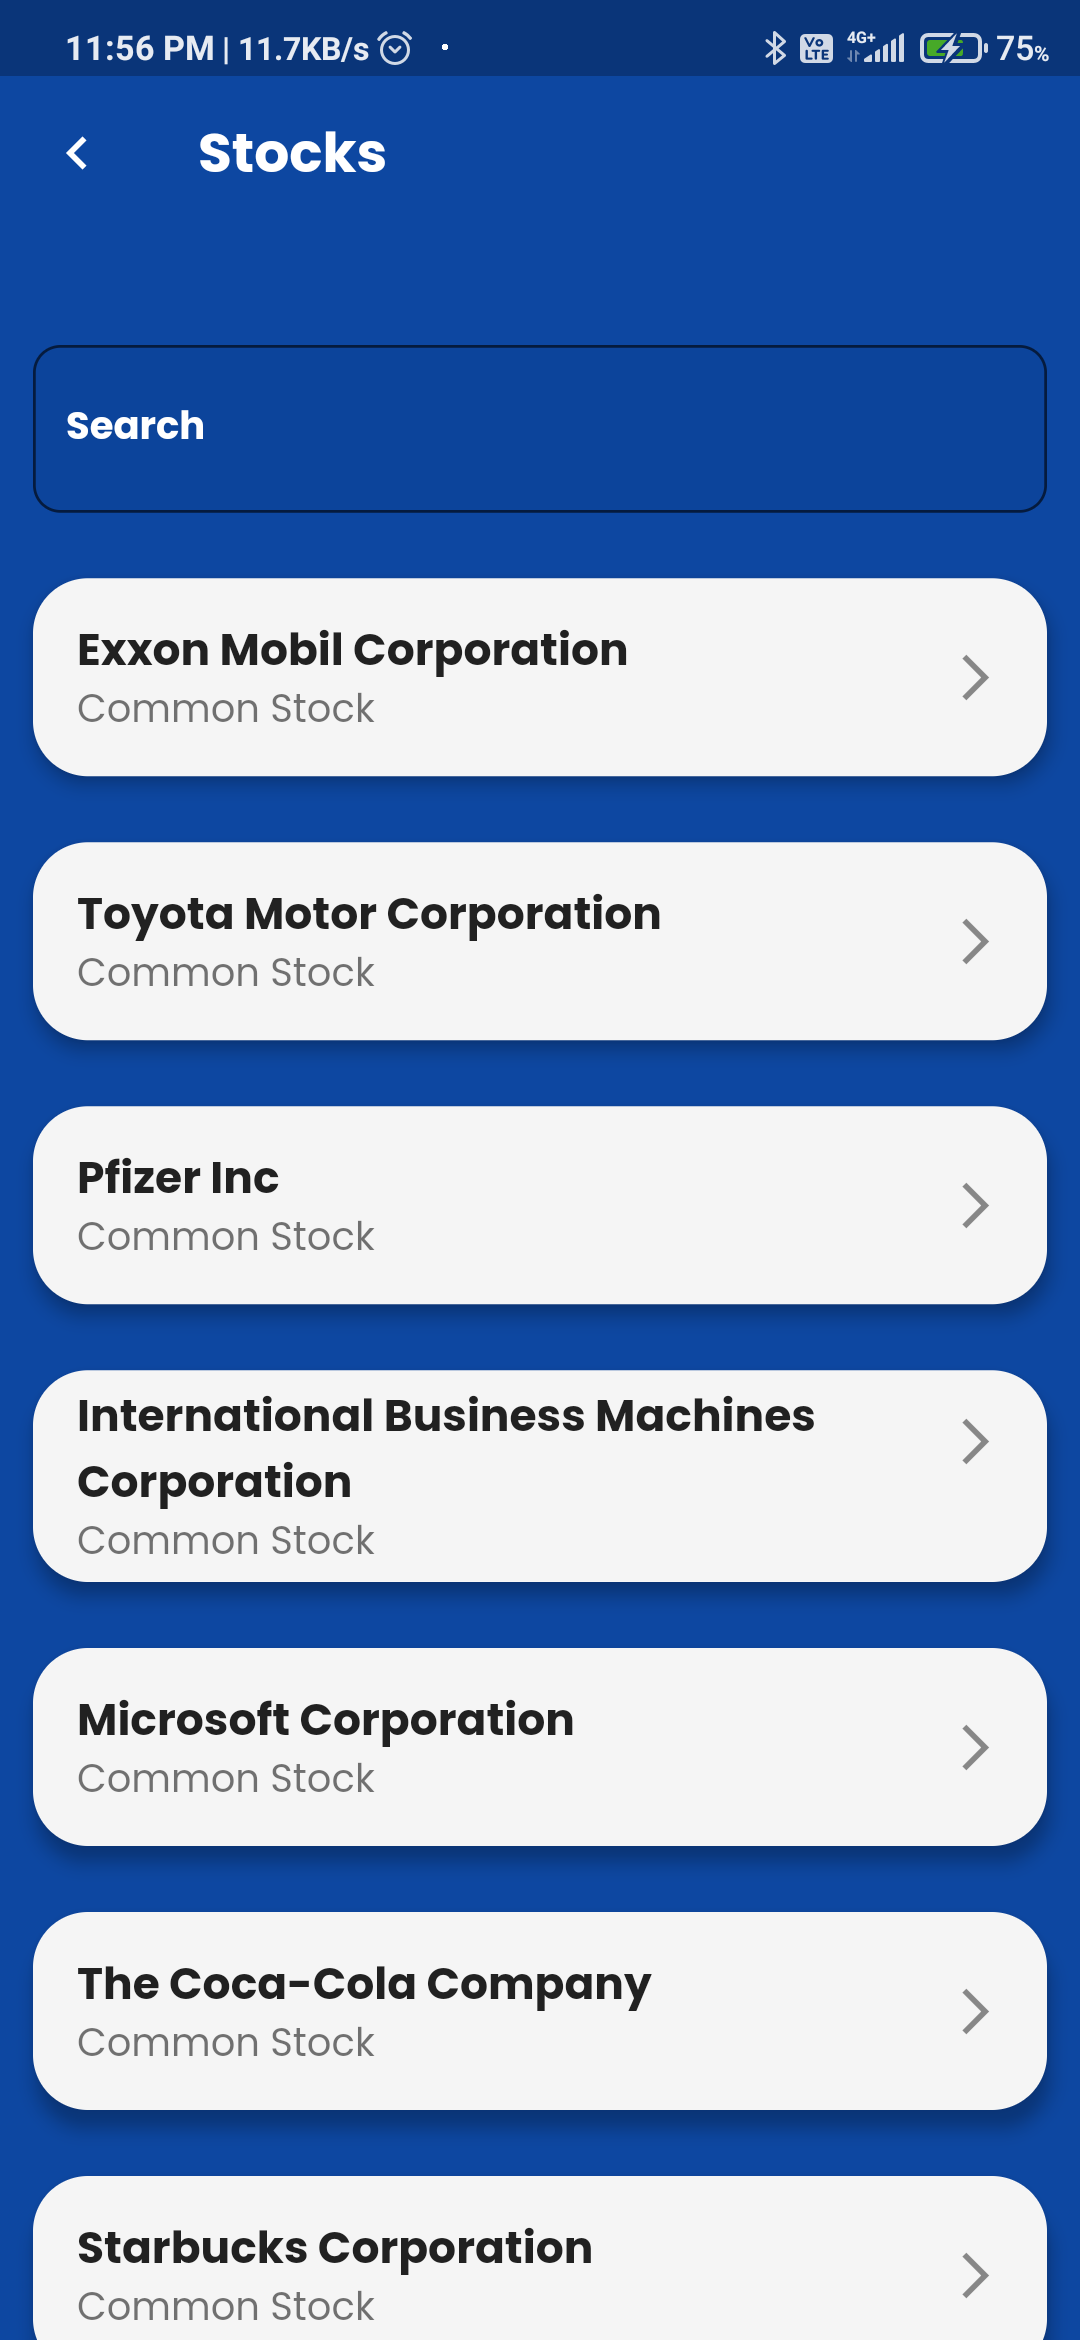 11:56 PM | 11.7KB/s
Vo LTE 4G+ 75%
Stocks
Search
Exxon Mobil Corporation
Common Stock
Toyota Motor Corporation
Common Stock
Pfizer Inc
Common Stock
International Business Machines
Corporation
Common Stock
Microsoft Corporation
Common Stock
The Coca-Cola Company
Common Stock
Starbucks Corporation
Common Stock